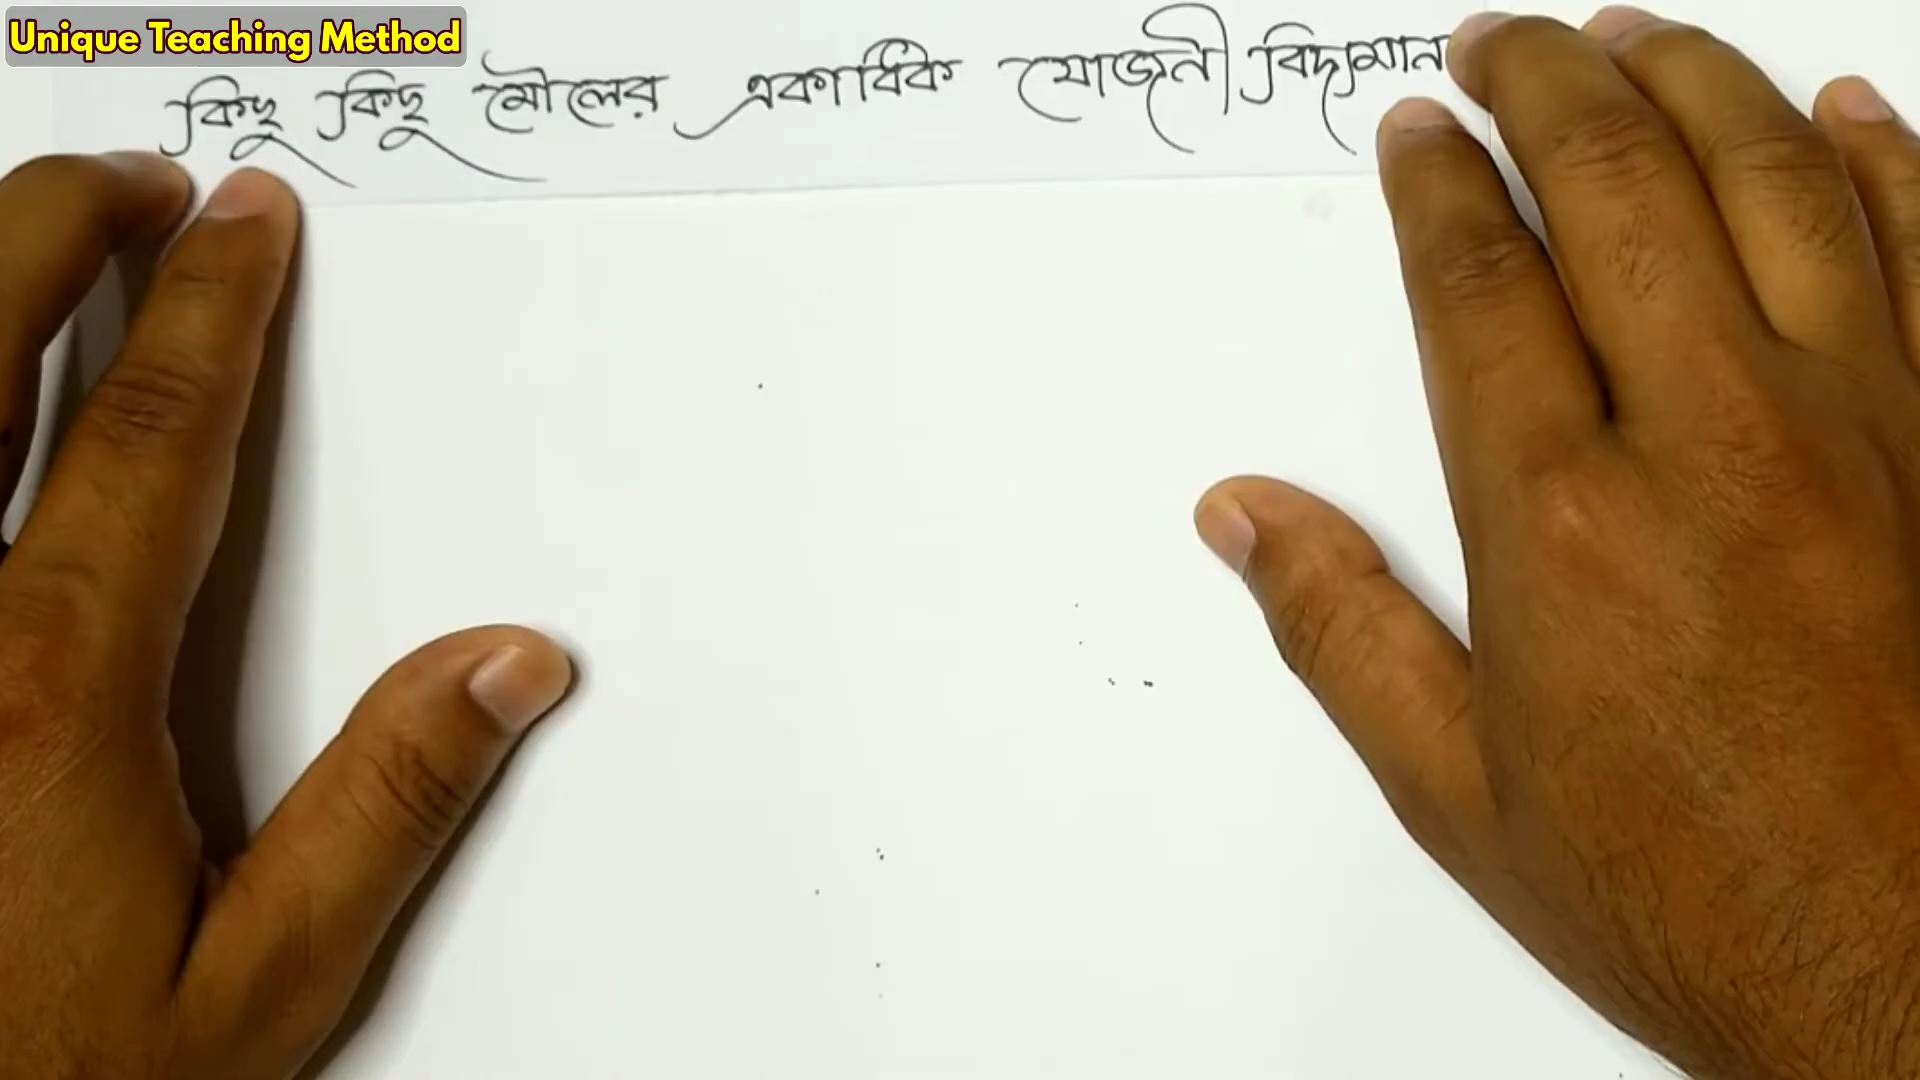 Unique Teaching Method
কিছু কিছু মৌলের একাধিক যোজনী বিদ্যমান